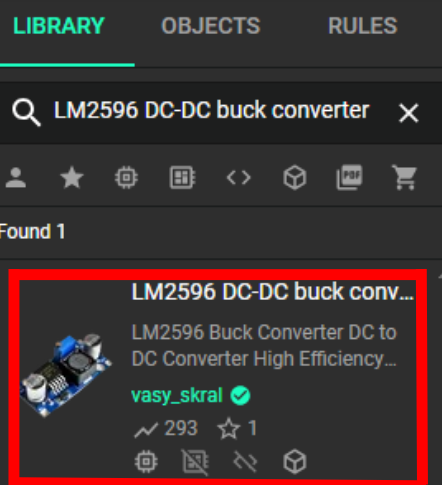 LIBRARY OBJECTS RULES
LM2596 DC-DC buck converter
PDF
Found 1
LM2596 DC-DC buck conv...
LM2596 Buck Converter DC to
DC Converter High Efficiency...
vasy_skral
293 1